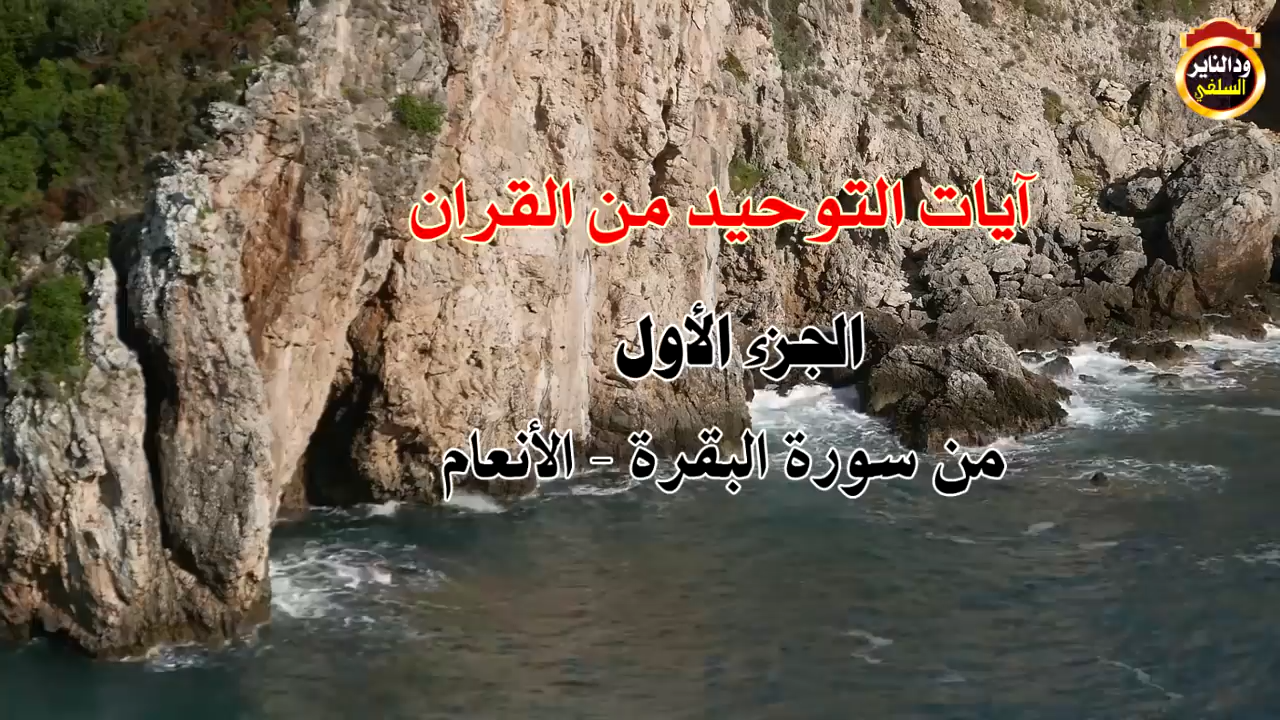 ودالناير
السلفي
آيات التوحيد من القران
الجزء الأول
من سورة البقرة - الأنعام